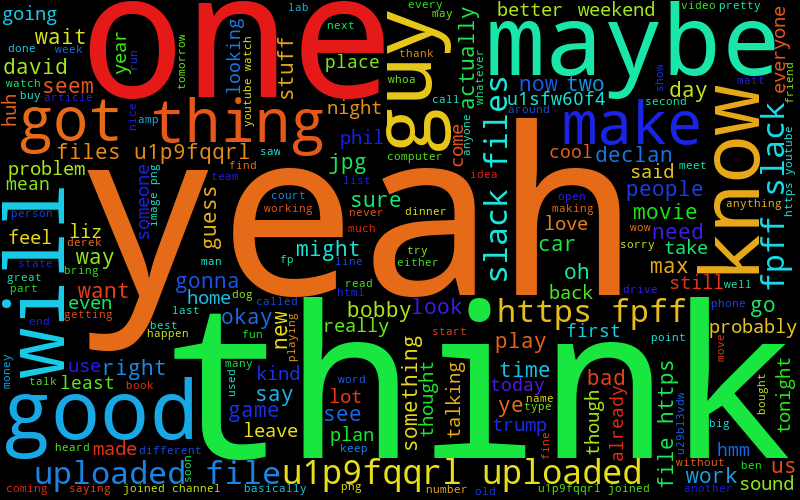 going
done
week
run
year
tomorrow
wait
david
seem
one
looking
youtube watch
stuff
lab
next
place
every
may
thank
whoa
guy
actually
call
computer
better weekend
maybe
video
pretty
everyone
friend
https youtube
day
now two
u1sfw60f4
whatever
show
matt
second
watch
buy
article
huh
got thing
nice
amp
night
phil
jpg
files u1p9fqqrl
saw
find
team
list
come
anyone
idea
slack files
around
make
cool
declan
said
people
movie
love
need
car
take
meet
anything
know
fpff slack
problem
mean
someone
image png
guess
sure
court
working
never
dinner
yeah
open
making
wow
sorry
person
will
feel
liz
derek
way
bring
state
great
part
want
even
getting
end
man
gonna
home
dog
last
called
might
fp
line
much
try
either
read
html
oh
back
max
still
well
drive
phone
go
probably
bobby
look
https fpff
okay
really
new
playing
best
happen
fun
start
play
first
point
move
think
money
talk
use
right
least
book
many
used
kind
say
game
leave
word
lot
see
plan
keep
something
thought
talking
time
today
ye
name
type
trump
fine
bad
though
already
file https
u29bl3vdw
bought
tonight
big
hmm
good
heard
made
different
soon
without
ben
us
work
sound
another
uploaded file
u1p9fqqrl uploaded
coming
saying
joined channel
basically
png
number
old
u1p9fqqrl joined